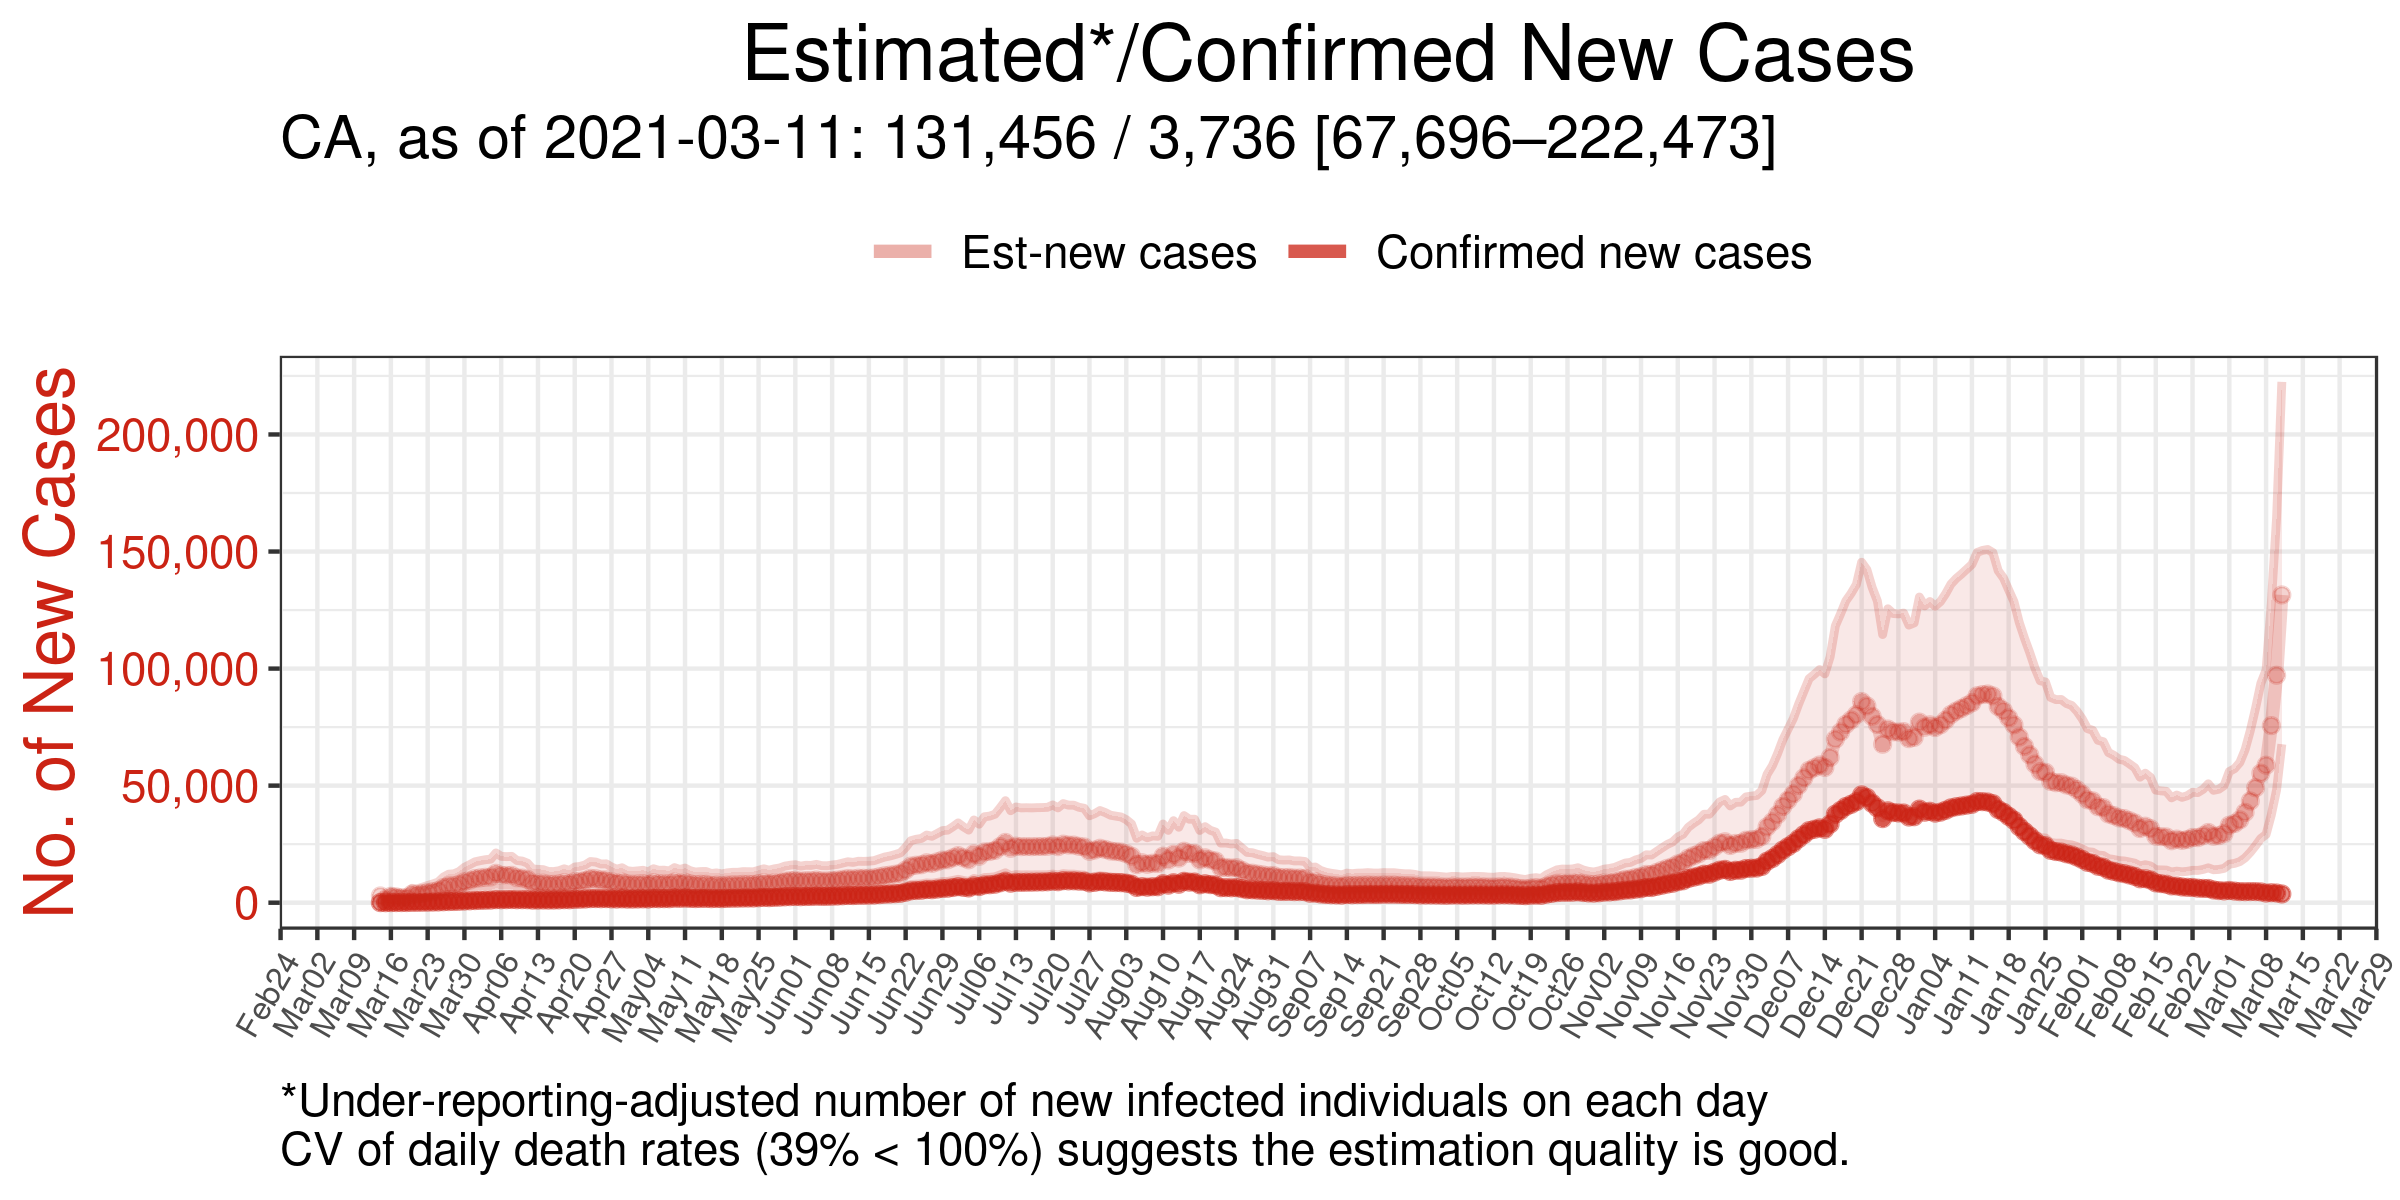 Estimated*/Confirmed New Cases
CA, as of 2021-03-11: 131,456 / 3,736 [67,696–222,473]
Est-new cases Confirmed new cases
No. of New Cases
200,000
150,000
100,000
50,000
0
Feb24 Mar02 Mar09 Mar16 Mar23 Mar30 Apr06 Apr13 Apr20 Apr27 May04 May11 May18 May25 Jun01 Jun08 Jun15 Jun22 Jun29 Jul06 Jul13 Jul20 Jul27 Aug03 Aug10 Aug17 Aug24 Aug31 Sep07 Sep14 Sep21 Sep28 Oct05 Oct12 Oct19 Oct26 Nov02 Nov09 Nov16 Nov23 Nov30 Dec07 Dec14 Dec21 Dec28 Jan04 Jan11 Jan18 Jan25 Feb01 Feb08 Feb15 Feb22 Mar01 Mar08 Mar15 Mar22 Mar29
*Under-reporting-adjusted number of new infected individuals on each day
CV of daily death rates (39% < 100%) suggests the estimation quality is good.